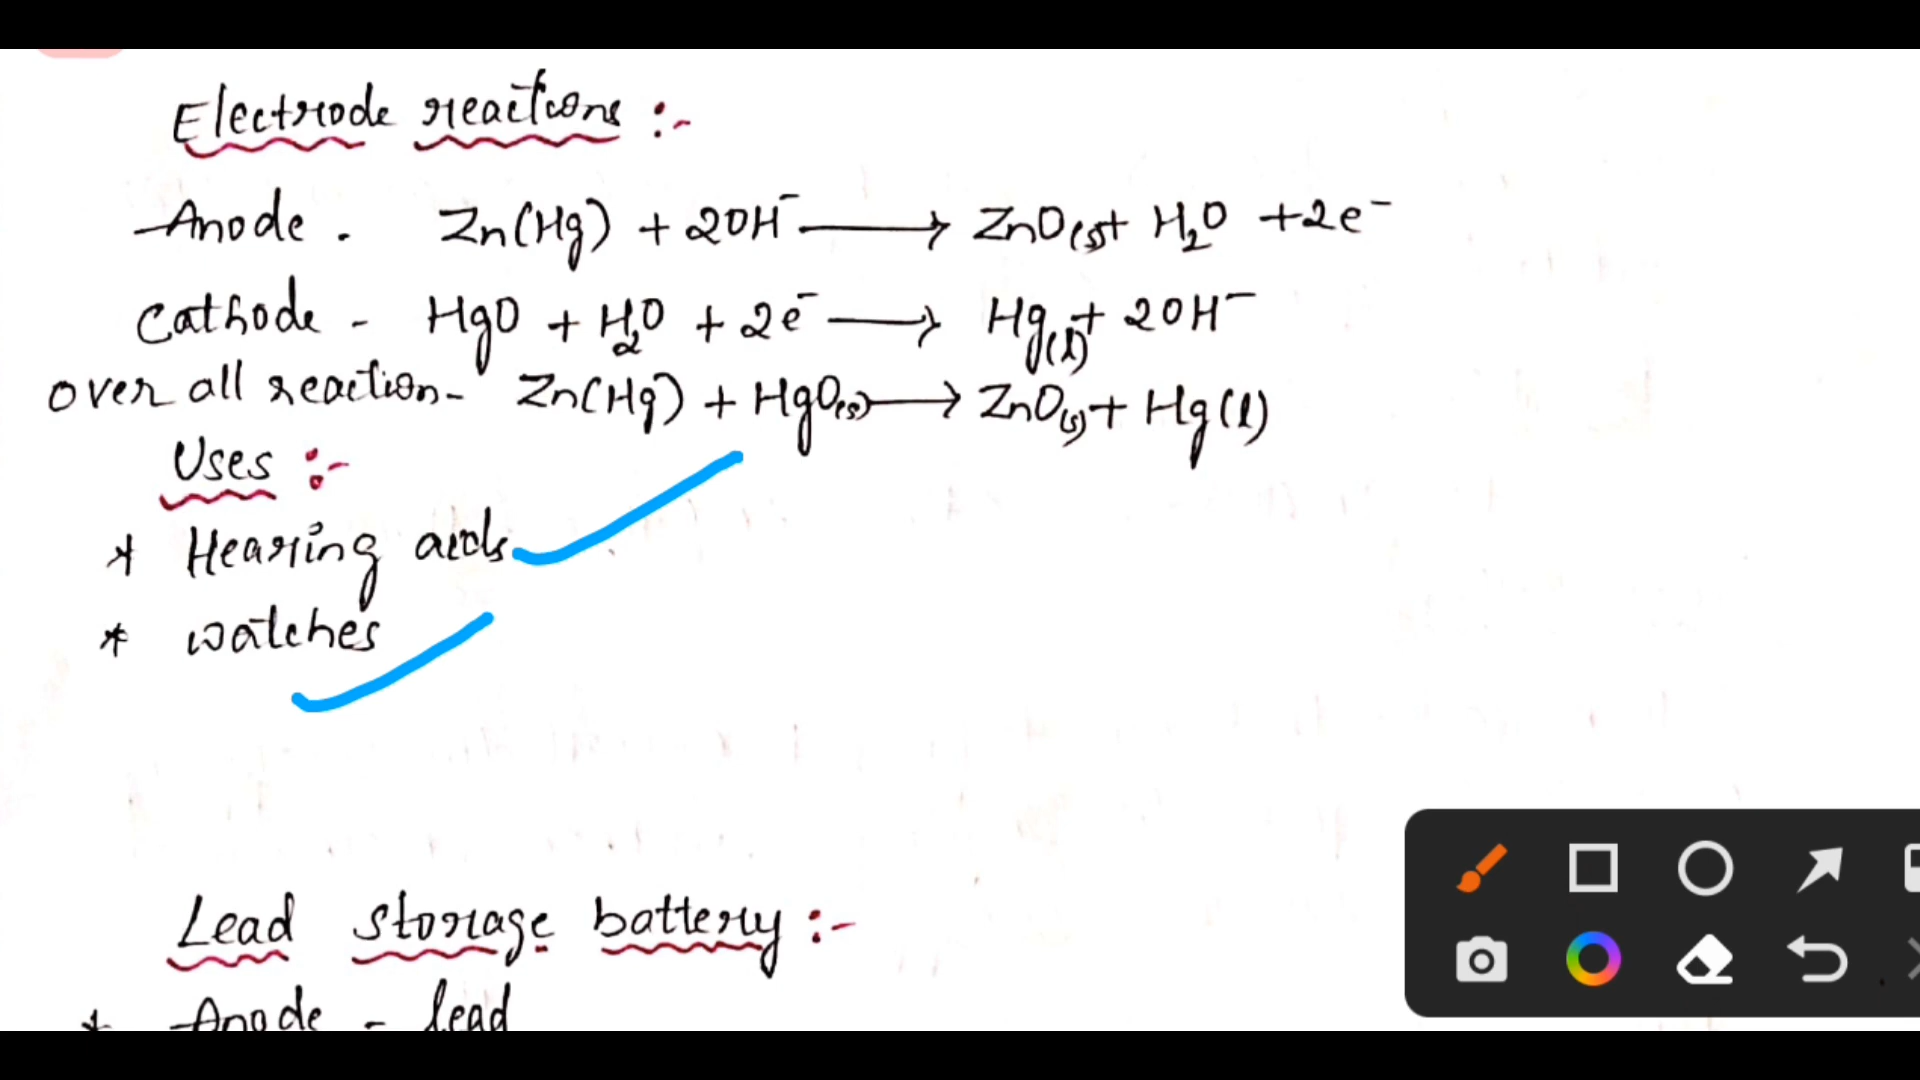 Electrode reactions :-
Anode . Zn(Hg) + 2OH⁻ ⟶ ZnO(s) + H₂O + 2e⁻
Cathode - HgO + H₂O + 2e⁻ ⟶ Hg(l) + 2OH⁻
over all reaction- Zn(Hg) + HgO(s) ⟶ ZnO(s) + Hg(l)
Uses :-
* Hearing aids
* watches
Lead storage battery :-
* Anode - lead